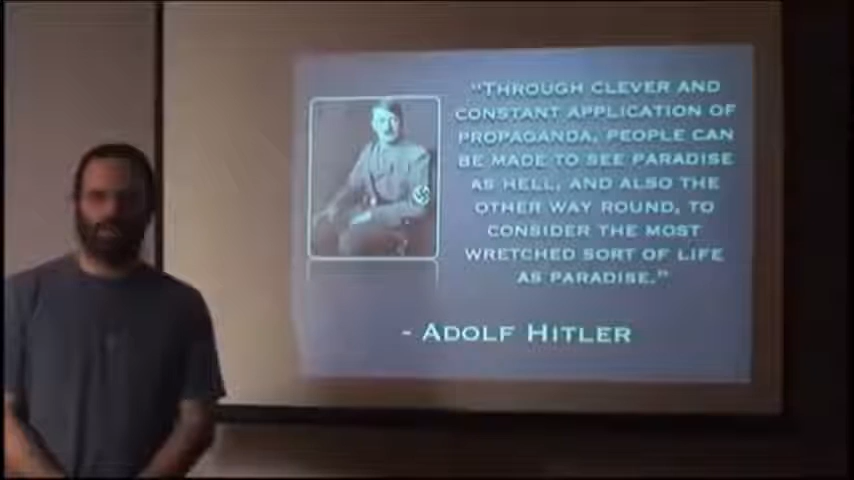 "THROUGH CLEVER AND
CONSTANT APPLICATION OF
PROPAGANDA, PEOPLE CAN
BE MADE TO SEE PARADISE
AS HELL, AND ALSO THE
OTHER WAY ROUND, TO
CONSIDER THE MOST
WRETCHED SORT OF LIFE
AS PARADISE."
- ADOLF HITLER